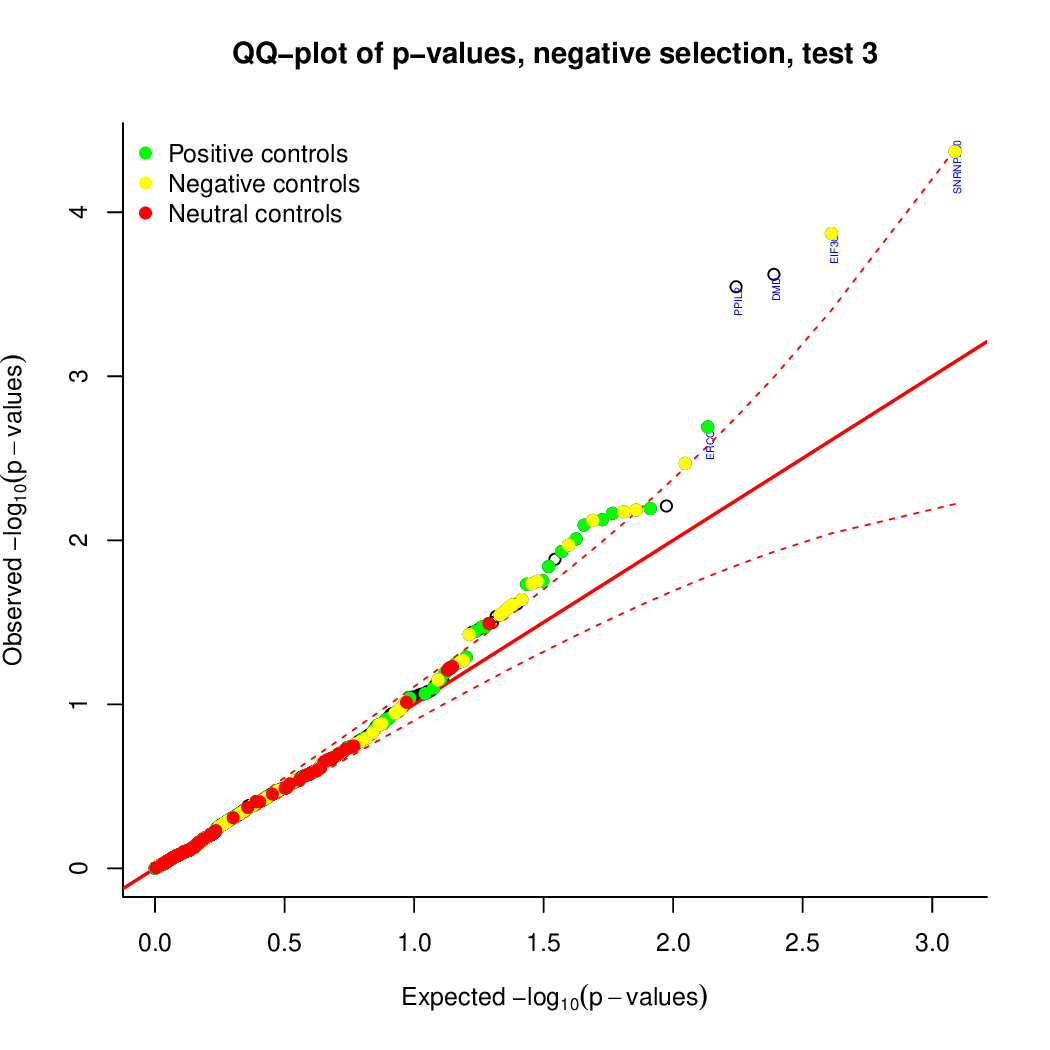 QQ−plot of p−values, negative selection, test 3
Positive controls
Negative controls
Neutral controls
Observed −log10(p − values)
4
3
2
1
0
DMD
0.0 0.5 1.0 1.5 2.0 2.5 3.0
Expected −log10(p − values)